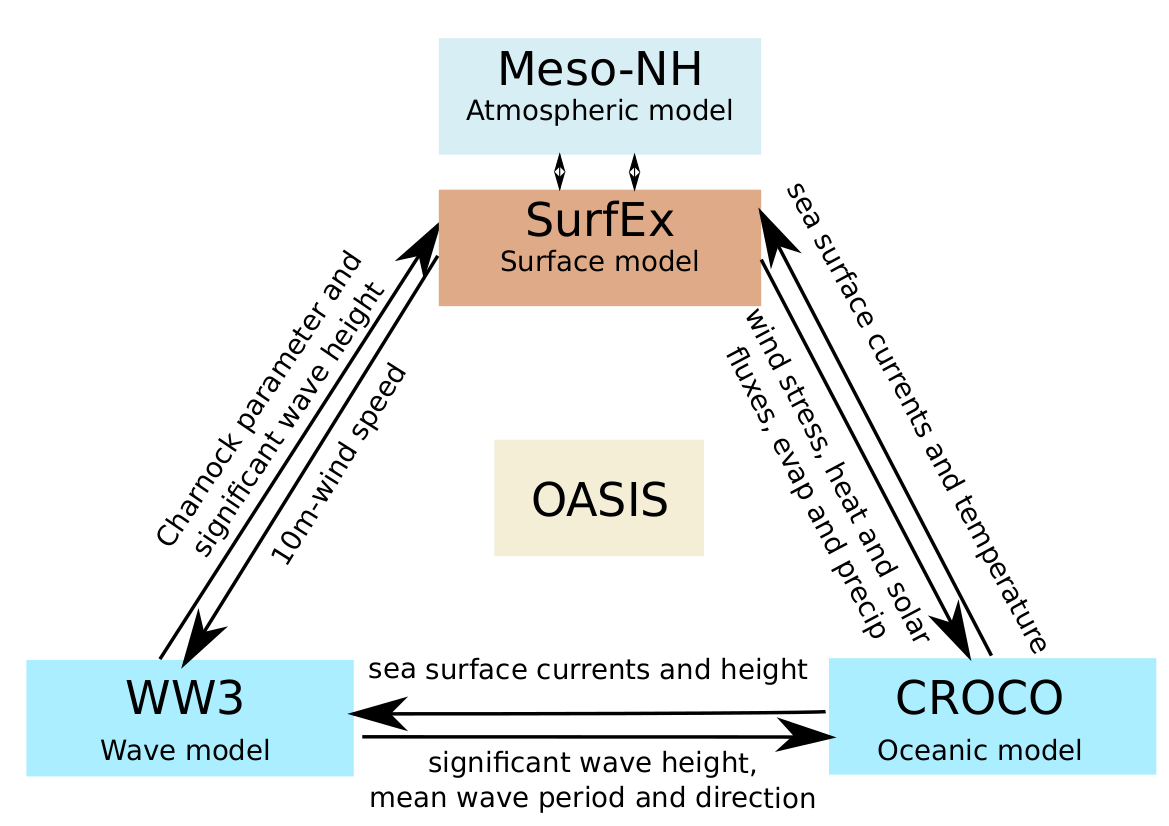 Meso-NH
Atmospheric model
SurfEx
Surface model
Charnock parameter and
significant wave height
10m-wind speed
sea surface currents and temperature
wind stress, heat and solar
fluxes, evap and precip
OASIS
WW3
Wave model
sea surface currents and height
significant wave height,
mean wave period and direction
CROCO
Oceanic model